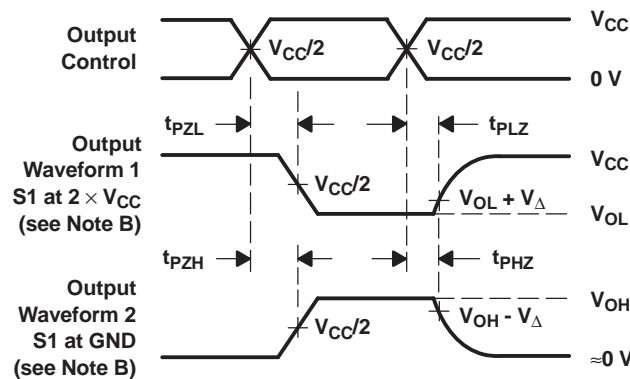 Output
Control
V_CC/2
V_CC/2
V_CC
0 V
t_PZL
t_PLZ
Output
Waveform 1
S1 at 2 × V_CC
(see Note B)
V_CC/2
V_CC
V_OL + V_Δ
V_OL
t_PZH
t_PHZ
Output
Waveform 2
S1 at GND
(see Note B)
V_CC/2
V_OH
V_OH - V_Δ
≈0 V